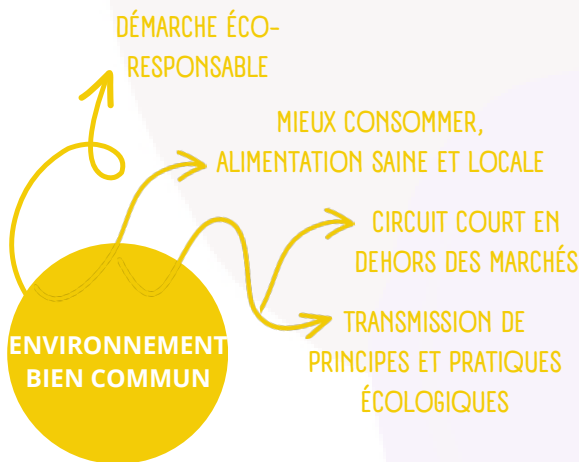 DÉMARCHE ÉCO-
RESPONSABLE
MIEUX CONSOMMER,
ALIMENTATION SAINE ET LOCALE
CIRCUIT COURT EN
DEHORS DES MARCHÉS
TRANSMISSION DE
PRINCIPES ET PRATIQUES
ÉCOLOGIQUES
ENVIRONNEMENT
BIEN COMMUN